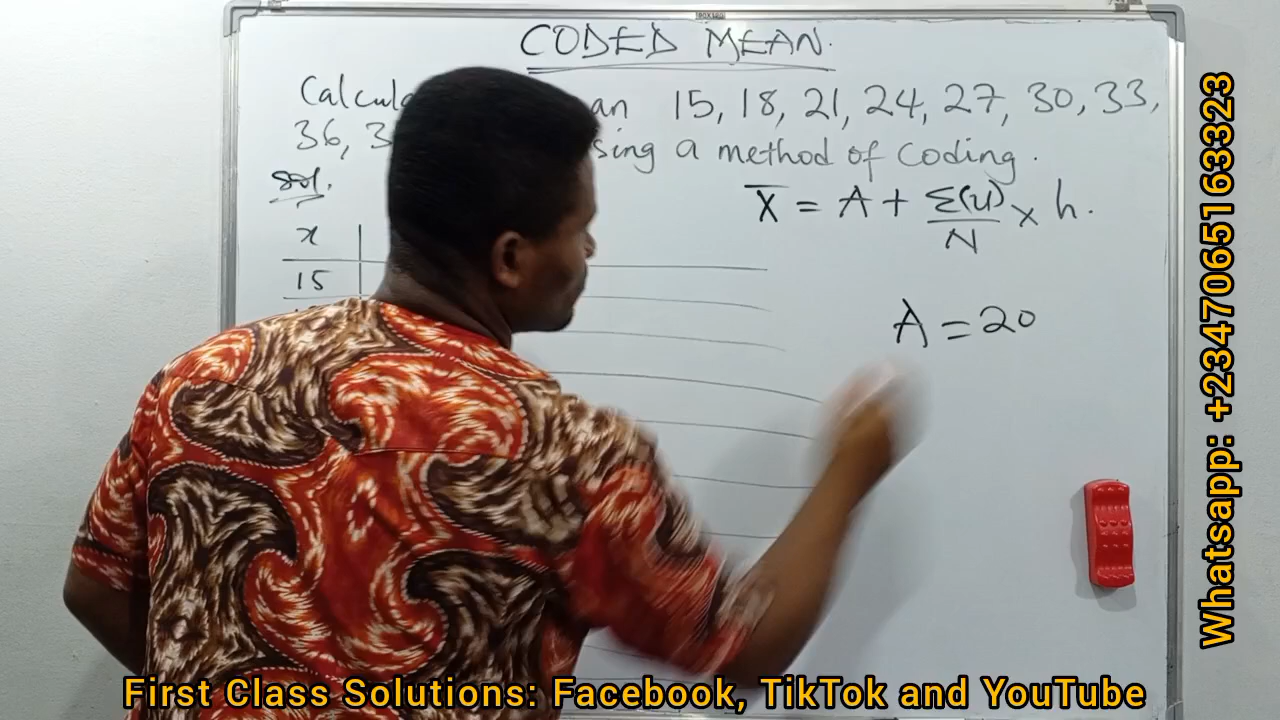 CODED MEAN.
Calcula an 15, 18, 21, 24, 27, 30, 33,
36, 3 sing a method of coding.
Sol.
X̄ = A + Σ(u)/N × h.
x
15
A = 20
First Class Solutions: Facebook, TikTok and YouTube
Whatsapp: +2347065163323